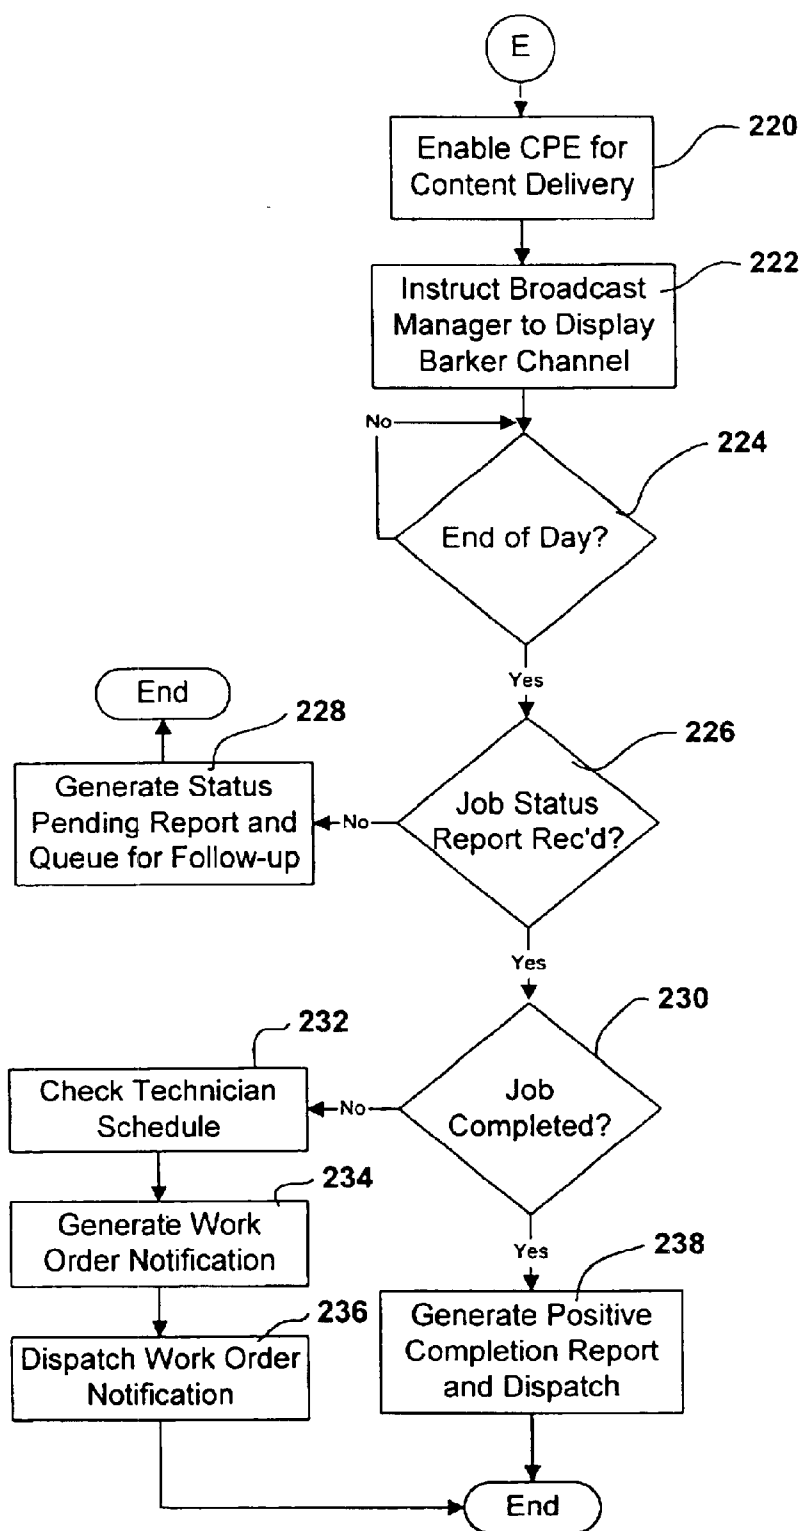 E
220
Enable CPE for
Content Delivery
222
Instruct Broadcast
Manager to Display
Barker Channel
No
224
End of Day?
Yes
End
228
226
Generate Status
Pending Report and
Queue for Follow-up
No
Job Status
Report Rec'd?
Yes
230
232
Check Technician
Schedule
No
Job
Completed?
234
Generate Work
Order Notification
Yes
238
236
Dispatch Work Order
Notification
Generate Positive
Completion Report
and Dispatch
End